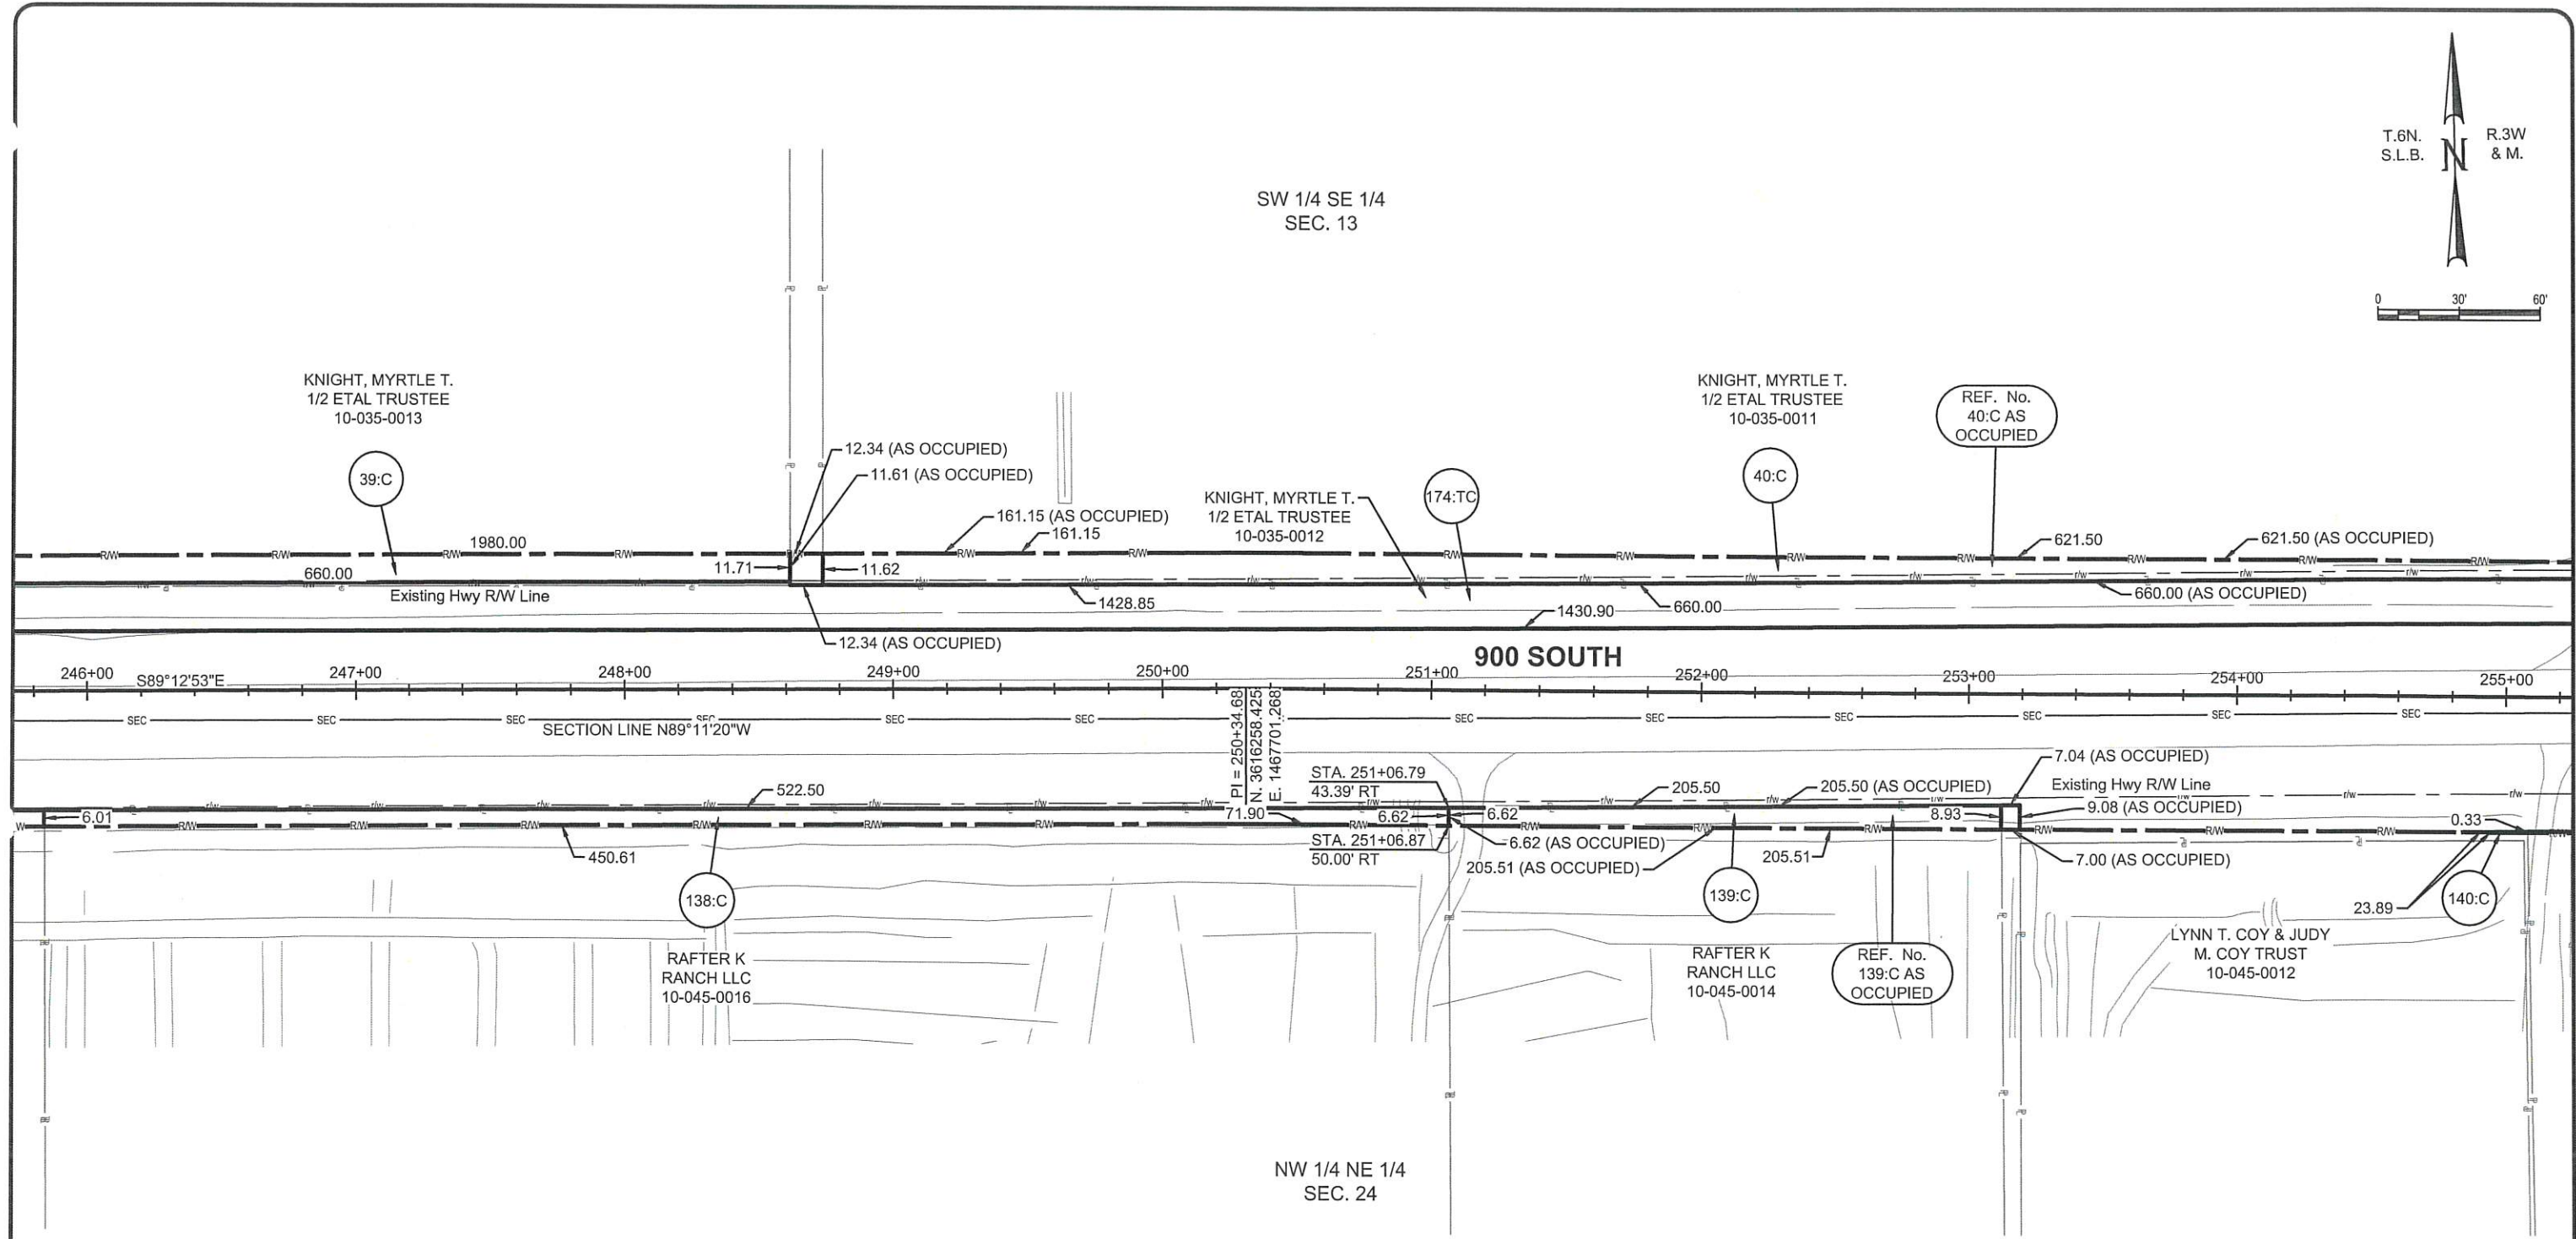 T.6N.
S.L.B.
N
R.3W
& M.
0 30' 60'
SW 1/4 SE 1/4
SEC. 13
KNIGHT, MYRTLE T.
1/2 ETAL TRUSTEE
10-035-0013
39:C
12.34 (AS OCCUPIED)
11.61 (AS OCCUPIED)
161.15 (AS OCCUPIED)
161.15
KNIGHT, MYRTLE T.
1/2 ETAL TRUSTEE
10-035-0012
174:TC
KNIGHT, MYRTLE T.
1/2 ETAL TRUSTEE
10-035-0011
40:C
REF. No.
40:C AS
OCCUPIED
621.50
621.50 (AS OCCUPIED)
1980.00
R/W R/W R/W R/W R/W R/W R/W R/W R/W R/W R/W R/W R/W
11.71
11.62
660.00
Existing Hwy R/W Line
r/w r/w r/w r/w r/w r/w r/w r/w r/w r/w
1428.85
660.00
660.00 (AS OCCUPIED)
1430.90
12.34 (AS OCCUPIED)
900 SOUTH
246+00 247+00 248+00 249+00 250+00 251+00 252+00 253+00 254+00 255+00
S89°12'53"E
SEC SEC SEC SEC SEC SEC SEC SEC SEC SEC SEC SEC
SECTION LINE N89°11'20"W
PI = 250+34.68
N. 3616258.425
E. 1467701.268
STA. 251+06.79
43.39' RT
7.04 (AS OCCUPIED)
Existing Hwy R/W Line
522.50
205.50
205.50 (AS OCCUPIED)
9.08 (AS OCCUPIED)
r/w r/w r/w r/w r/w r/w r/w r/w r/w r/w r/w r/w r/w
6.01
71.90
6.62
6.62
8.93
0.33
R/W R/W R/W R/W R/W R/W R/W R/W R/W R/W R/W R/W R/W
STA. 251+06.87
50.00' RT
6.62 (AS OCCUPIED)
450.61
205.51 (AS OCCUPIED)
205.51
7.00 (AS OCCUPIED)
138:C
139:C
23.89
140:C
RAFTER K
RANCH LLC
10-045-0016
RAFTER K
RANCH LLC
10-045-0014
REF. No.
139:C AS
OCCUPIED
LYNN T. COY & JUDY
M. COY TRUST
10-045-0012
NW 1/4 NE 1/4
SEC. 24